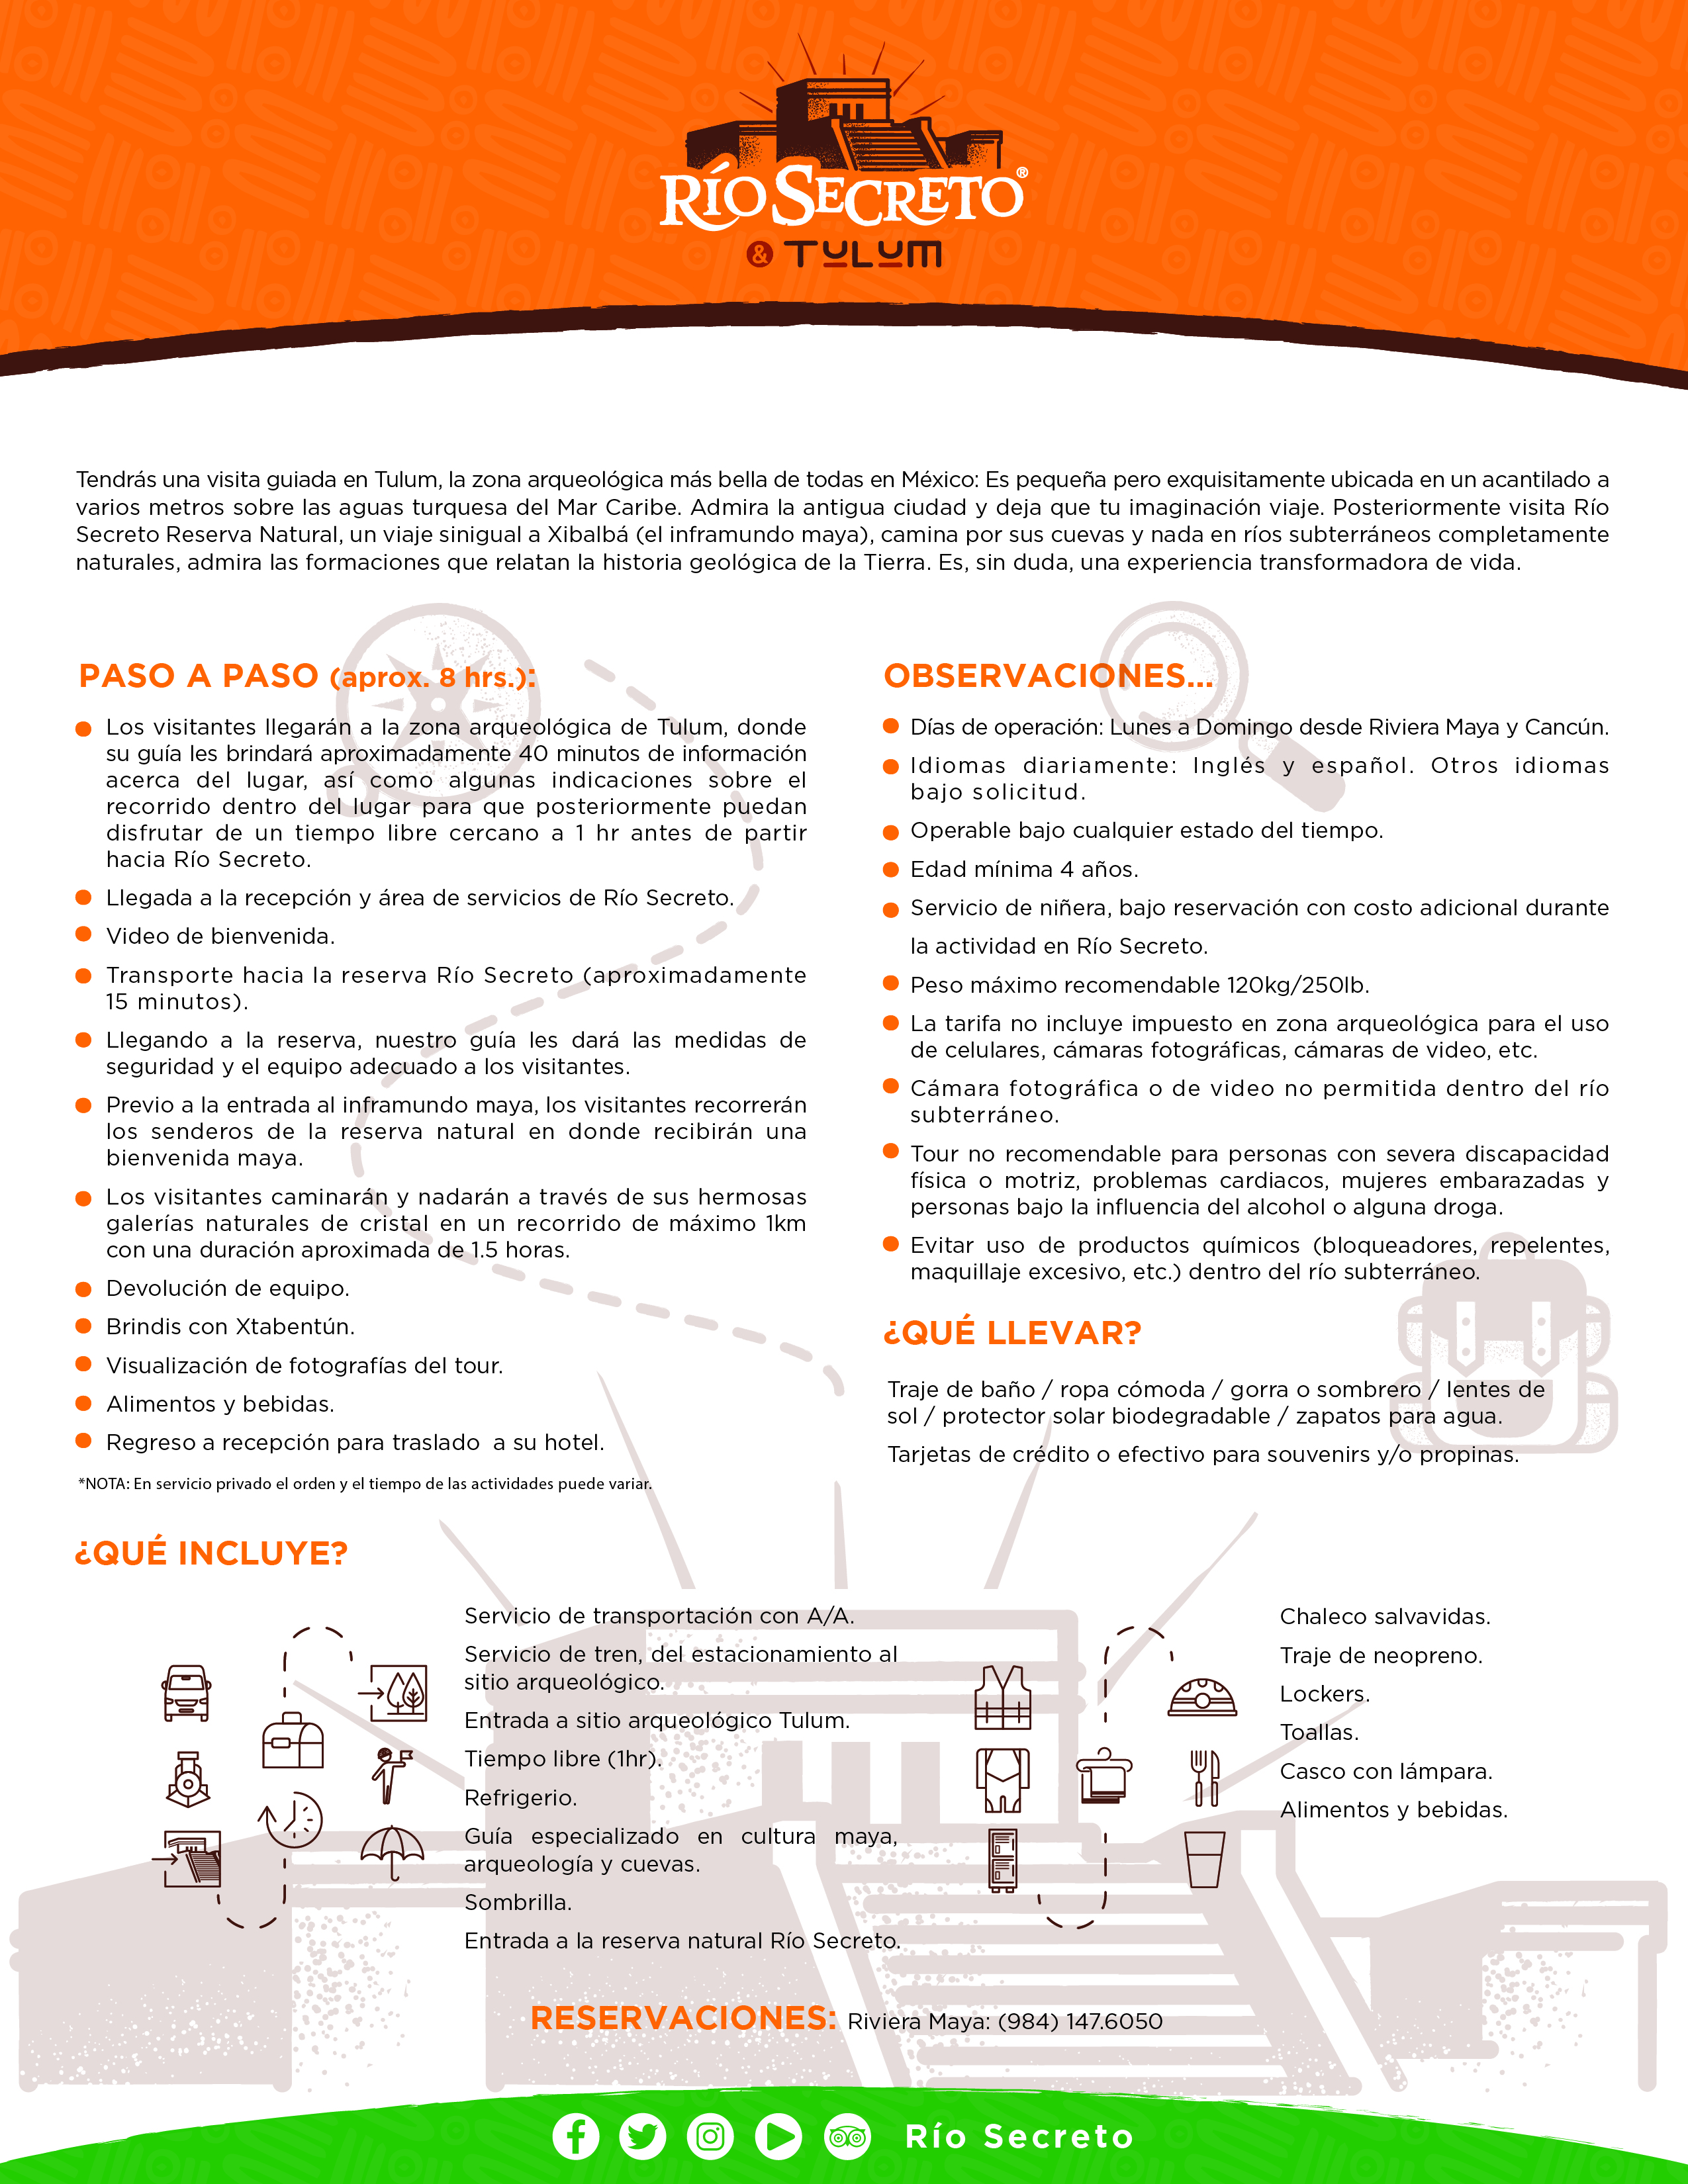 RÍO SECRETO®
& TULUM
Tendrás una visita guiada en Tulum, la zona arqueológica más bella de todas en México: Es pequeña pero exquisitamente ubicada en un acantilado a
varios metros sobre las aguas turquesa del Mar Caribe. Admira la antigua ciudad y deja que tu imaginación viaje. Posteriormente visita Río
Secreto Reserva Natural, un viaje sinigual a Xibalbá (el inframundo maya), camina por sus cuevas y nada en ríos subterráneos completamente
naturales, admira las formaciones que relatan la historia geológica de la Tierra. Es, sin duda, una experiencia transformadora de vida.
PASO A PASO (aprox. 8 hrs.):
Los visitantes llegarán a la zona arqueológica de Tulum, donde
su guía les brindará aproximadamente 40 minutos de información
acerca del lugar, así como algunas indicaciones sobre el
recorrido dentro del lugar para que posteriormente puedan
disfrutar de un tiempo libre cercano a 1 hr antes de partir
hacia Río Secreto.
Llegada a la recepción y área de servicios de Río Secreto.
Video de bienvenida.
Transporte hacia la reserva Río Secreto (aproximadamente
15 minutos).
Llegando a la reserva, nuestro guía les dará las medidas de
seguridad y el equipo adecuado a los visitantes.
Previo a la entrada al inframundo maya, los visitantes recorrerán
los senderos de la reserva natural en donde recibirán una
bienvenida maya.
Los visitantes caminarán y nadarán a través de sus hermosas
galerías naturales de cristal en un recorrido de máximo 1km
con una duración aproximada de 1.5 horas.
Devolución de equipo.
Brindis con Xtabentún.
Visualización de fotografías del tour.
Alimentos y bebidas.
Regreso a recepción para traslado a su hotel.
*NOTA: En servicio privado el orden y el tiempo de las actividades puede variar.
OBSERVACIONES...
Días de operación: Lunes a Domingo desde Riviera Maya y Cancún.
Idiomas diariamente: Inglés y español. Otros idiomas
bajo solicitud.
Operable bajo cualquier estado del tiempo.
Edad mínima 4 años.
Servicio de niñera, bajo reservación con costo adicional durante
la actividad en Río Secreto.
Peso máximo recomendable 120kg/250lb.
La tarifa no incluye impuesto en zona arqueológica para el uso
de celulares, cámaras fotográficas, cámaras de video, etc.
Cámara fotográfica o de video no permitida dentro del río
subterráneo.
Tour no recomendable para personas con severa discapacidad
física o motriz, problemas cardiacos, mujeres embarazadas y
personas bajo la influencia del alcohol o alguna droga.
Evitar uso de productos químicos (bloqueadores, repelentes,
maquillaje excesivo, etc.) dentro del río subterráneo.
¿QUÉ LLEVAR?
Traje de baño / ropa cómoda / gorra o sombrero / lentes de
sol / protector solar biodegradable / zapatos para agua.
Tarjetas de crédito o efectivo para souvenirs y/o propinas.
¿QUÉ INCLUYE?
Servicio de transportación con A/A.
Servicio de tren, del estacionamiento al
sitio arqueológico.
Entrada a sitio arqueológico Tulum.
Tiempo libre (1hr).
Refrigerio.
Guía especializado en cultura maya,
arqueología y cuevas.
Sombrilla.
Entrada a la reserva natural Río Secreto.
Chaleco salvavidas.
Traje de neopreno.
Lockers.
Toallas.
Casco con lámpara.
Alimentos y bebidas.
RESERVACIONES: Riviera Maya: (984) 147.6050
Río Secreto